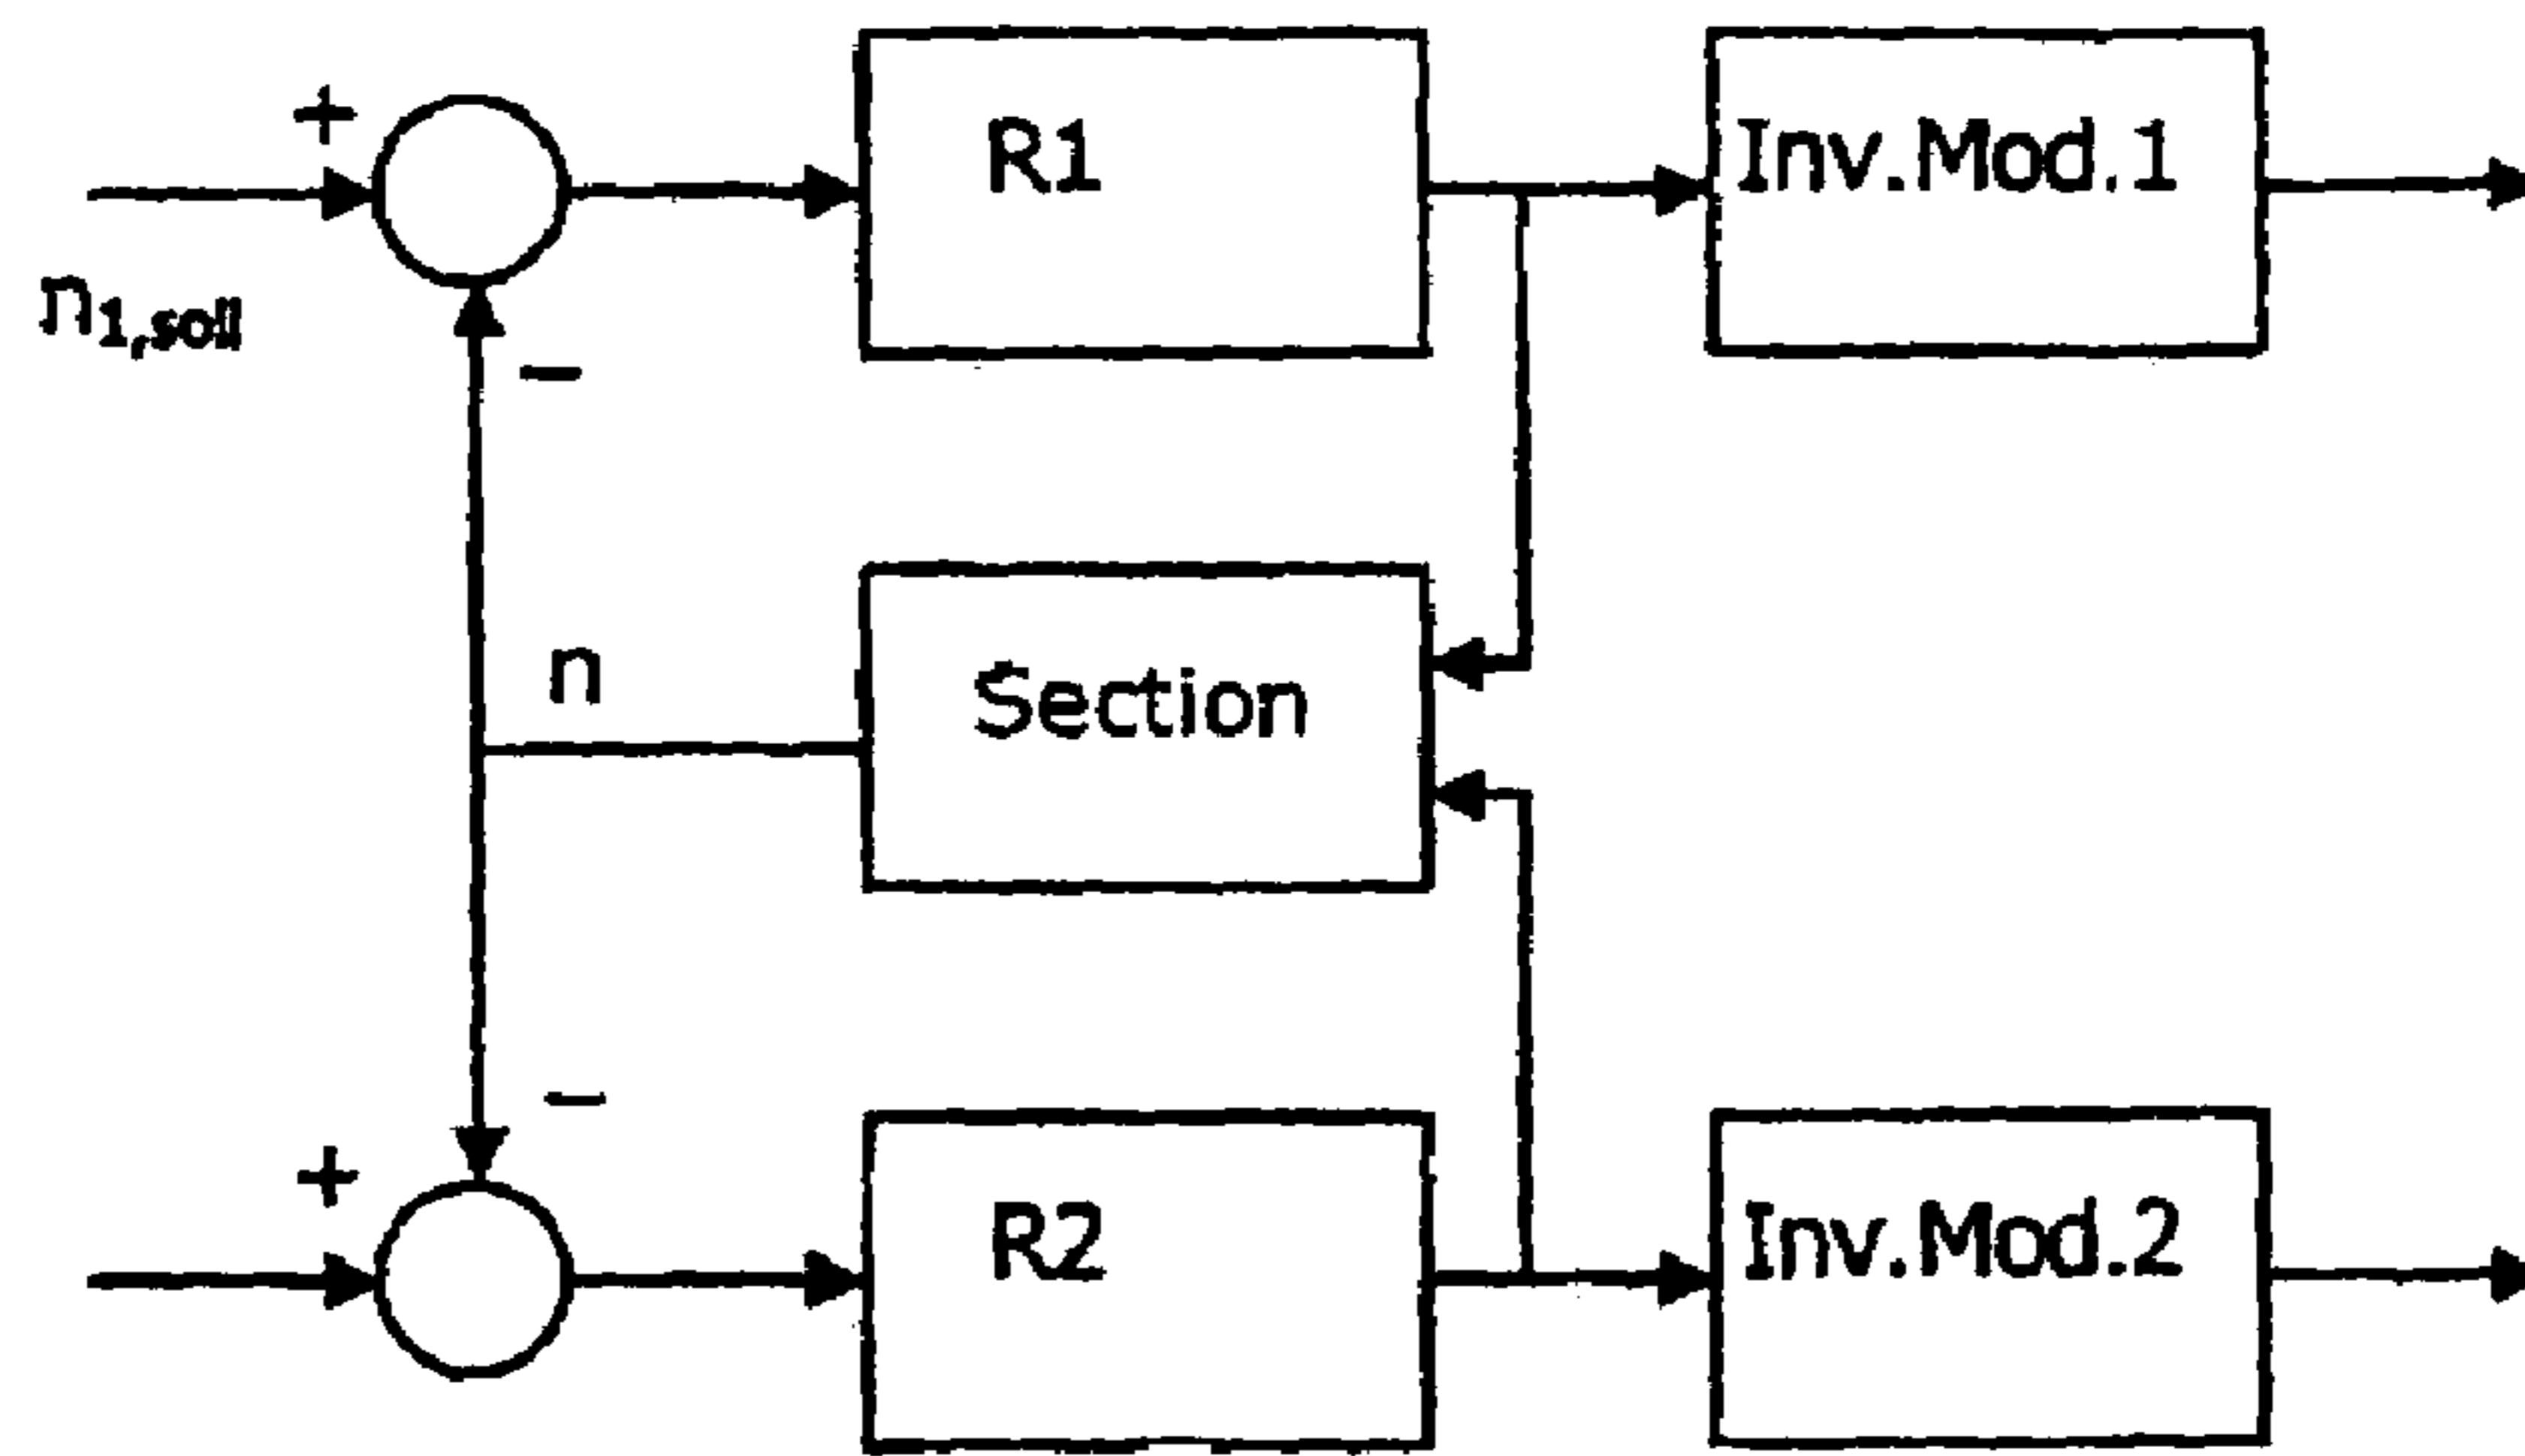 +
R1
Inv.Mod.1
n1,soll
−
n
Section
−
+
R2
Inv.Mod.2